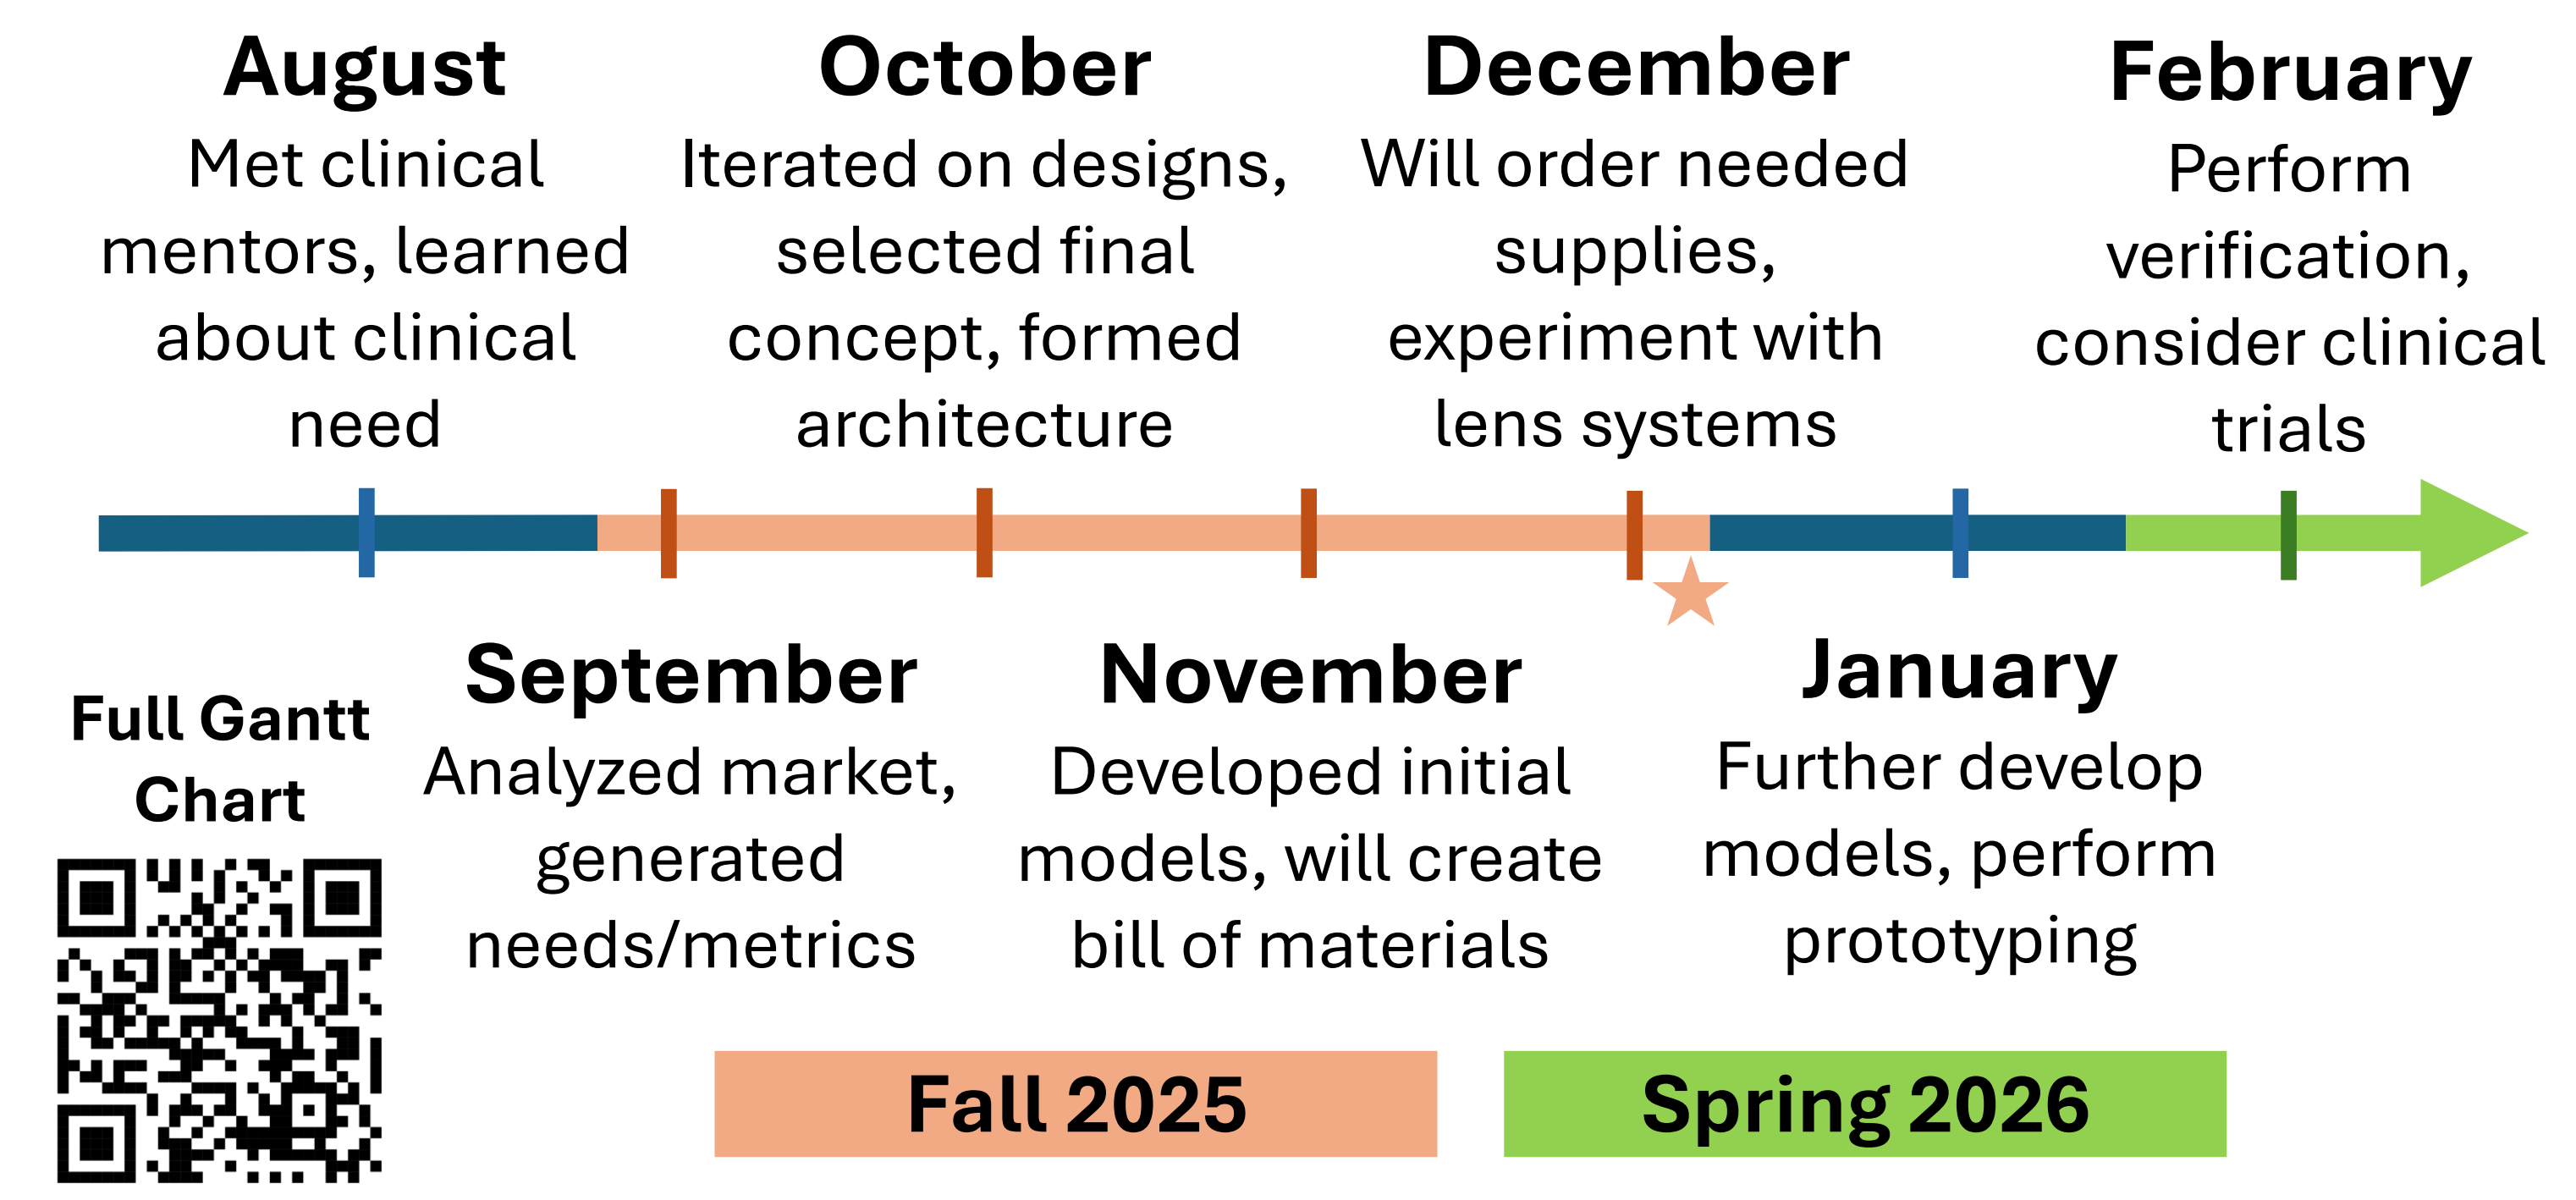 August
Met clinical
mentors, learned
about clinical
need
October
Iterated on designs,
selected final
concept, formed
architecture
December
Will order needed
supplies,
experiment with
lens systems
February
Perform
verification,
consider clinical
trials
Full Gantt
Chart
September
Analyzed market,
generated
needs/metrics
November
Developed initial
models, will create
bill of materials
January
Further develop
models, perform
prototyping
Fall 2025
Spring 2026